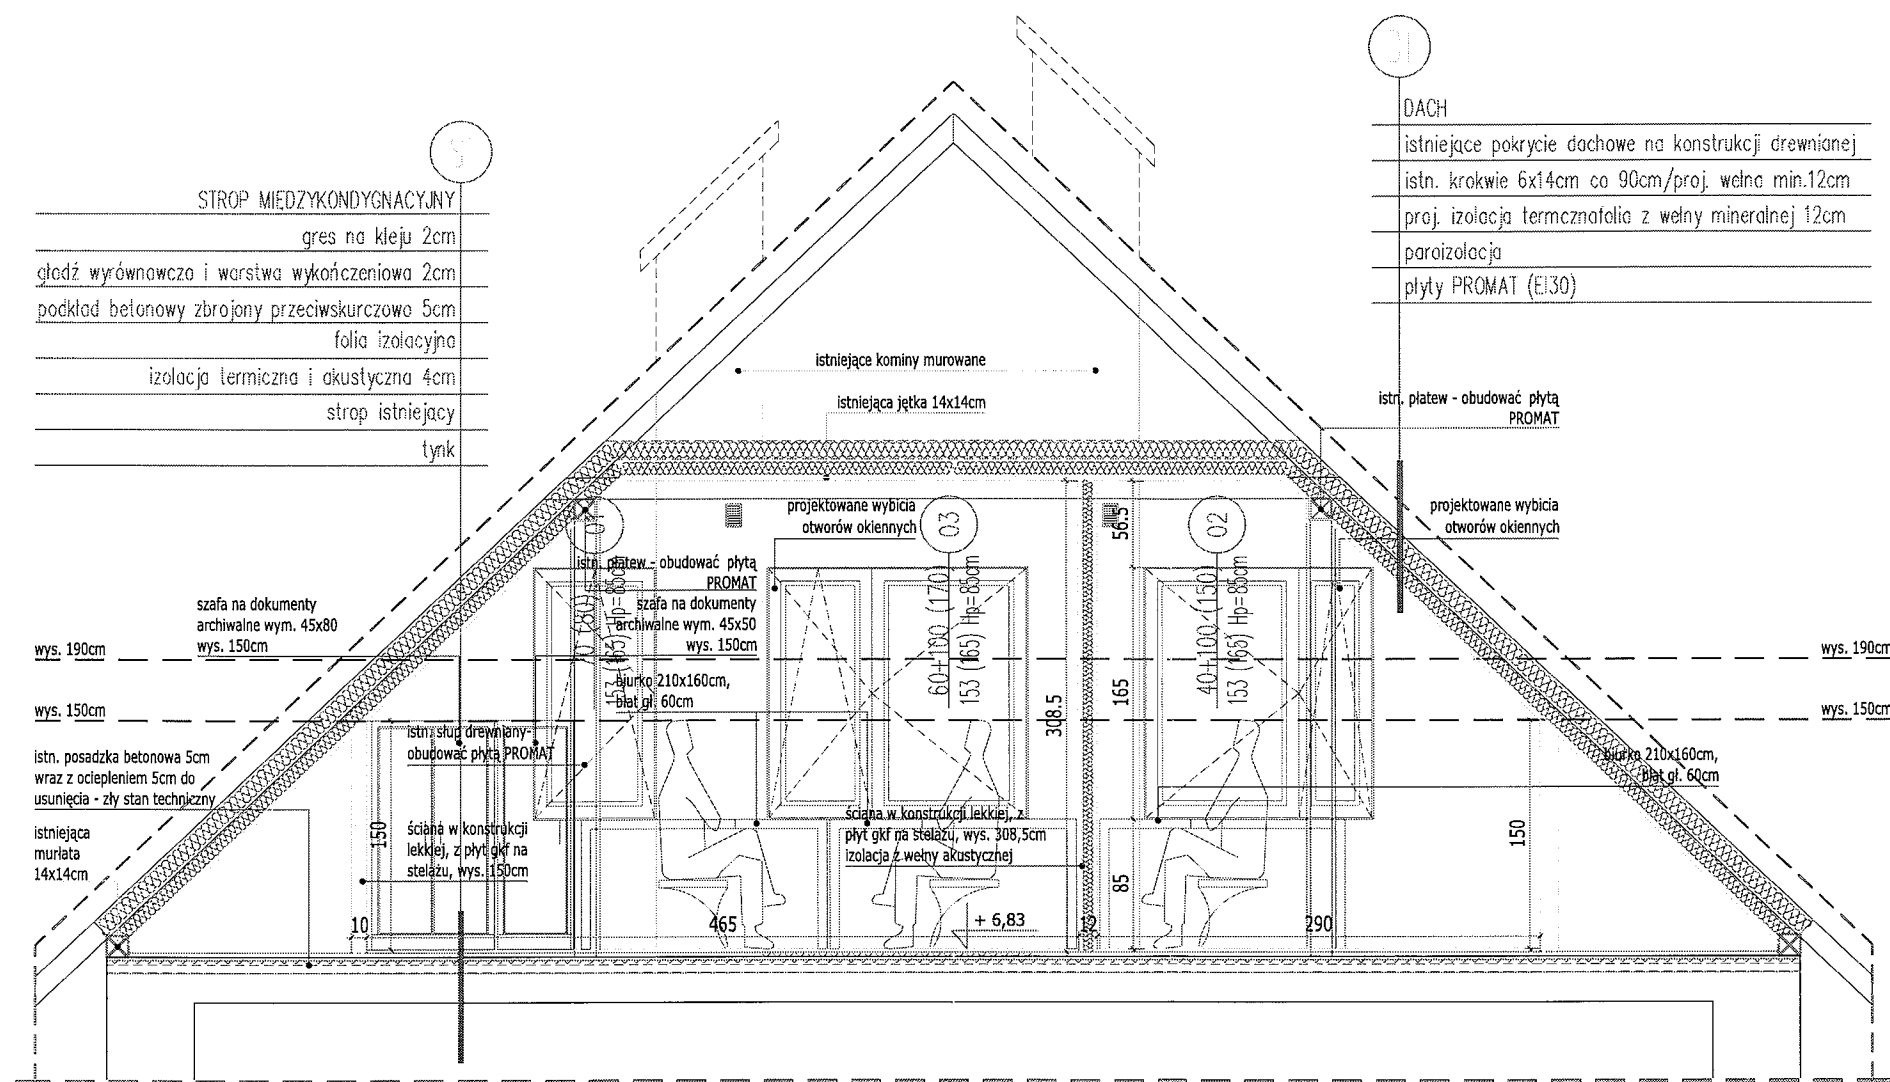 STROP MIĘDZYKONDYGNACYJNY
gres na kleju 2cm
gładź wyrównawcza i warstwa wykończeniowa 2cm
podkład betonowy zbrojony przeciwskurczowo 5cm
folia izolacyjna
izolacja termiczna i akustyczna 4cm
strop istniejący
tynk
DACH
istniejące pokrycie dachowe na konstrukcji drewnianej
istn. krokwie 6x14cm co 90cm/proj. wełna min.12cm
proj. izolacja z wełny mineralnej 12cm
paroizolacja
płyty PROMAT (EI30)
istniejące kominy murowane
istniejąca jętka 14x14cm
istn. płatew - obudować płytą
PROMAT
projektowane wybicia
otworów okiennych
projektowane wybicia
otworów okiennych
03
02
istn. płatew - obudować płytą
PROMAT
szafa na dokumenty
archiwalne wym. 45x50
wys. 150cm
biurko 210x160cm,
blat gł. 60cm
szafa na dokumenty
archiwalne wym. 45x80
wys. 150cm
wys. 190cm
wys. 150cm
wys. 190cm
wys. 150cm
60+100 (170)
153 (165) Hp=85cm
40+100 (150)
153 (165) Hp=85cm
153 (165) Hp=85cm
56.5
165
85
308.5
istn. słup drewniany-
obudować płytą PROMAT
istn. posadzka betonowa 5cm
wraz z ociepleniem 5cm do
usunięcia - zły stan techniczny
istniejąca
murłata
14x14cm
150
ściana w konstrukcji
lekkiej, z płyt gkf na
stelażu, wys. 150cm
ściana w konstrukcji lekkiej, z
płyt gkf na stelażu, wys. 308,5cm
izolacja z wełny akustycznej
biurko 210x160cm,
blat gł. 60cm
150
10
465
+ 6,83
12
290